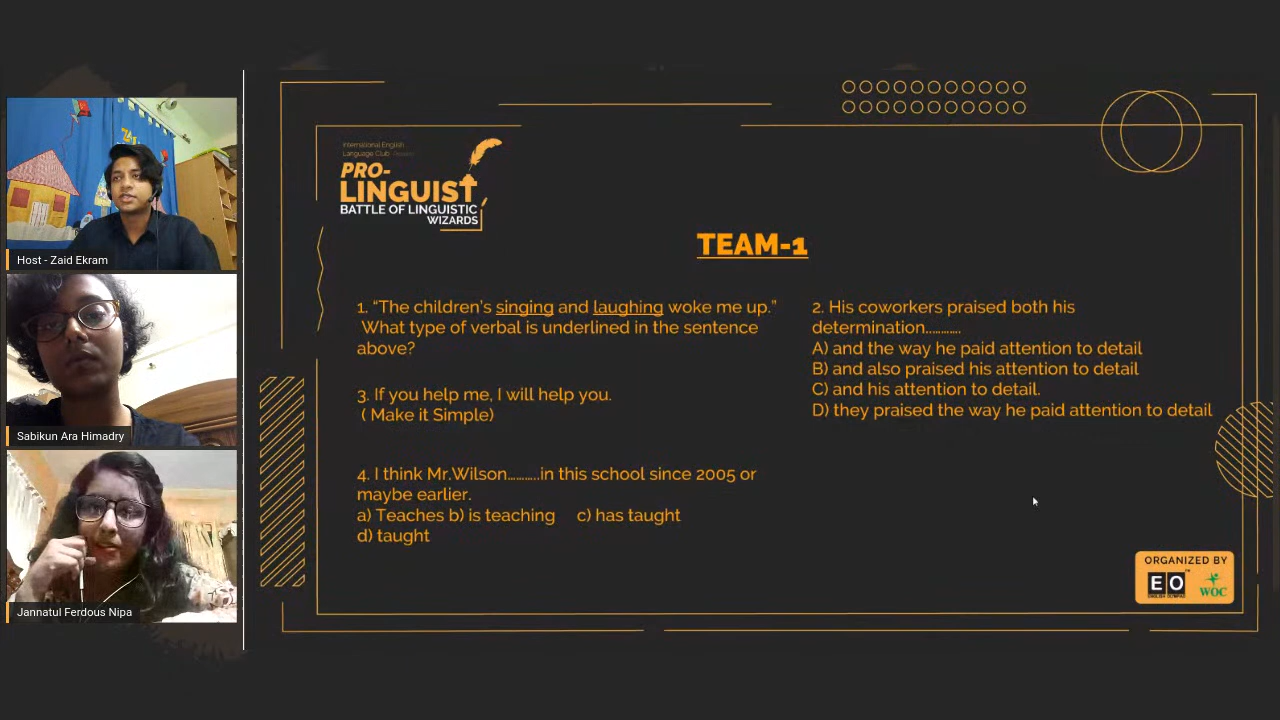 Host - Zaid Ekram
Sabikun Ara Himadry
Jannatul Ferdous Nipa
International English
Language Club
PRO-
LINGUIST
BATTLE OF LINGUISTIC
WIZARDS
TEAM-1
1. “The children’s singing and laughing woke me up.”
What type of verbal is underlined in the sentence
above?
3. If you help me, I will help you.
( Make it Simple)
4. I think Mr.Wilson..........in this school since 2005 or
maybe earlier.
a) Teaches b) is teaching c) has taught
d) taught
2. His coworkers praised both his
determination............
A) and the way he paid attention to detail
B) and also praised his attention to detail
C) and his attention to detail.
D) they praised the way he paid attention to detail
ORGANIZED BY
EO
WOC